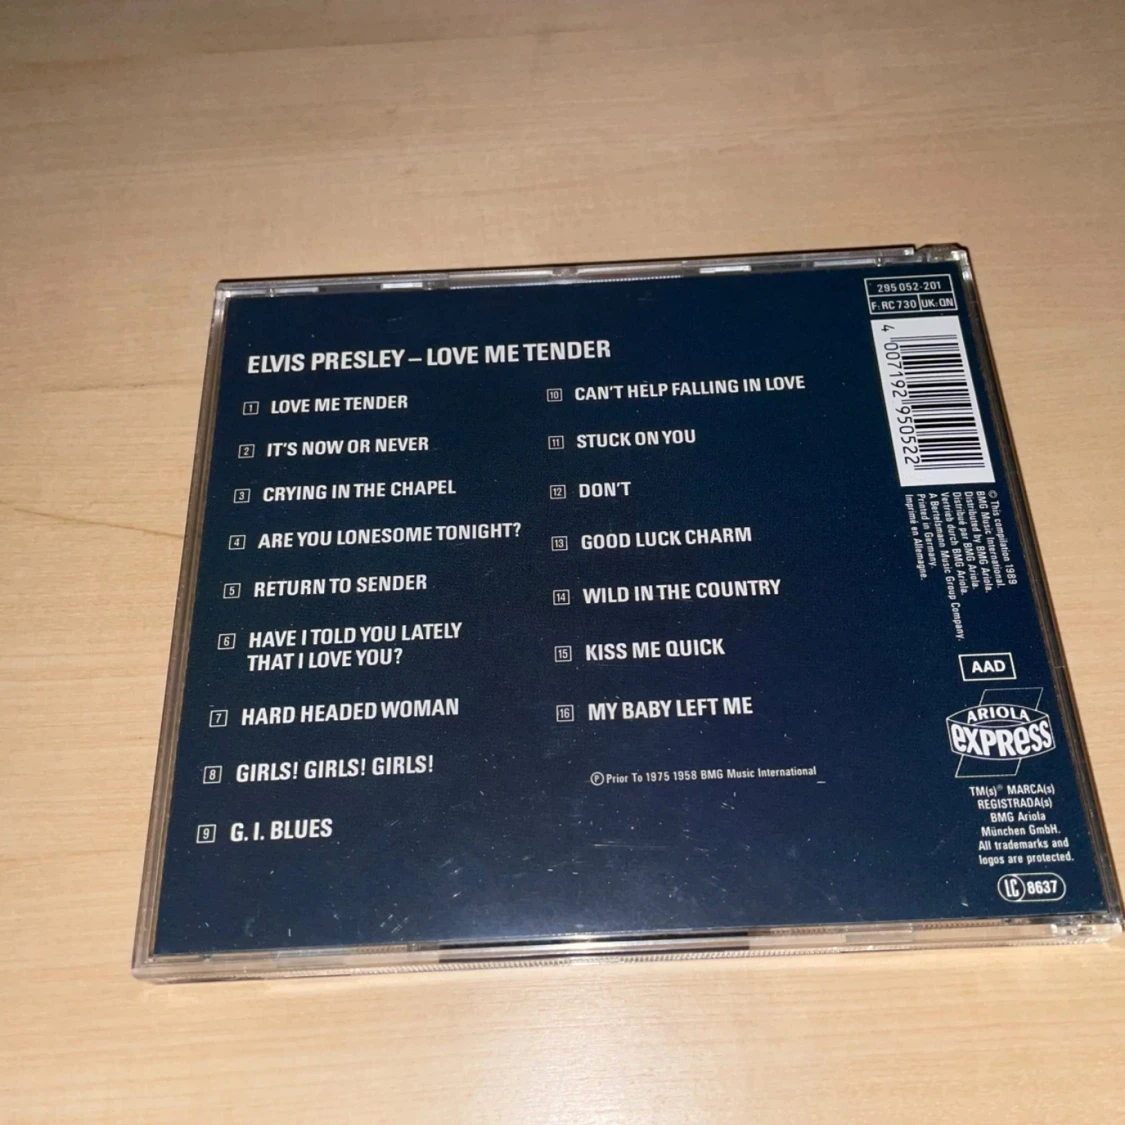 ELVIS PRESLEY – LOVE ME TENDER
1 LOVE ME TENDER
2 IT'S NOW OR NEVER
3 CRYING IN THE CHAPEL
4 ARE YOU LONESOME TONIGHT?
5 RETURN TO SENDER
6 HAVE I TOLD YOU LATELY
THAT I LOVE YOU?
7 HARD HEADED WOMAN
8 GIRLS! GIRLS! GIRLS!
9 G. I. BLUES
10 CAN'T HELP FALLING IN LOVE
11 STUCK ON YOU
12 DON'T
13 GOOD LUCK CHARM
14 WILD IN THE COUNTRY
15 KISS ME QUICK
16 MY BABY LEFT ME
Ⓟ Prior To 1975 1958 BMG Music International
295 052-201
F: RC 730 UK: QN
4 007192 950522
© This compilation 1989
BMG Music International.
Distributed by BMG Ariola.
Distribué par BMG Ariola.
Vertrieb durch BMG Ariola.
A Bertelsmann Music Group Company.
Printed in Germany.
Imprimé en Allemagne.
AAD
ARIOLA
EXPRESS
TM(s)® MARCA(s)
REGISTRADA(s)
BMG Ariola
München GmbH.
All trademarks and
logos are protected.
LC 8637